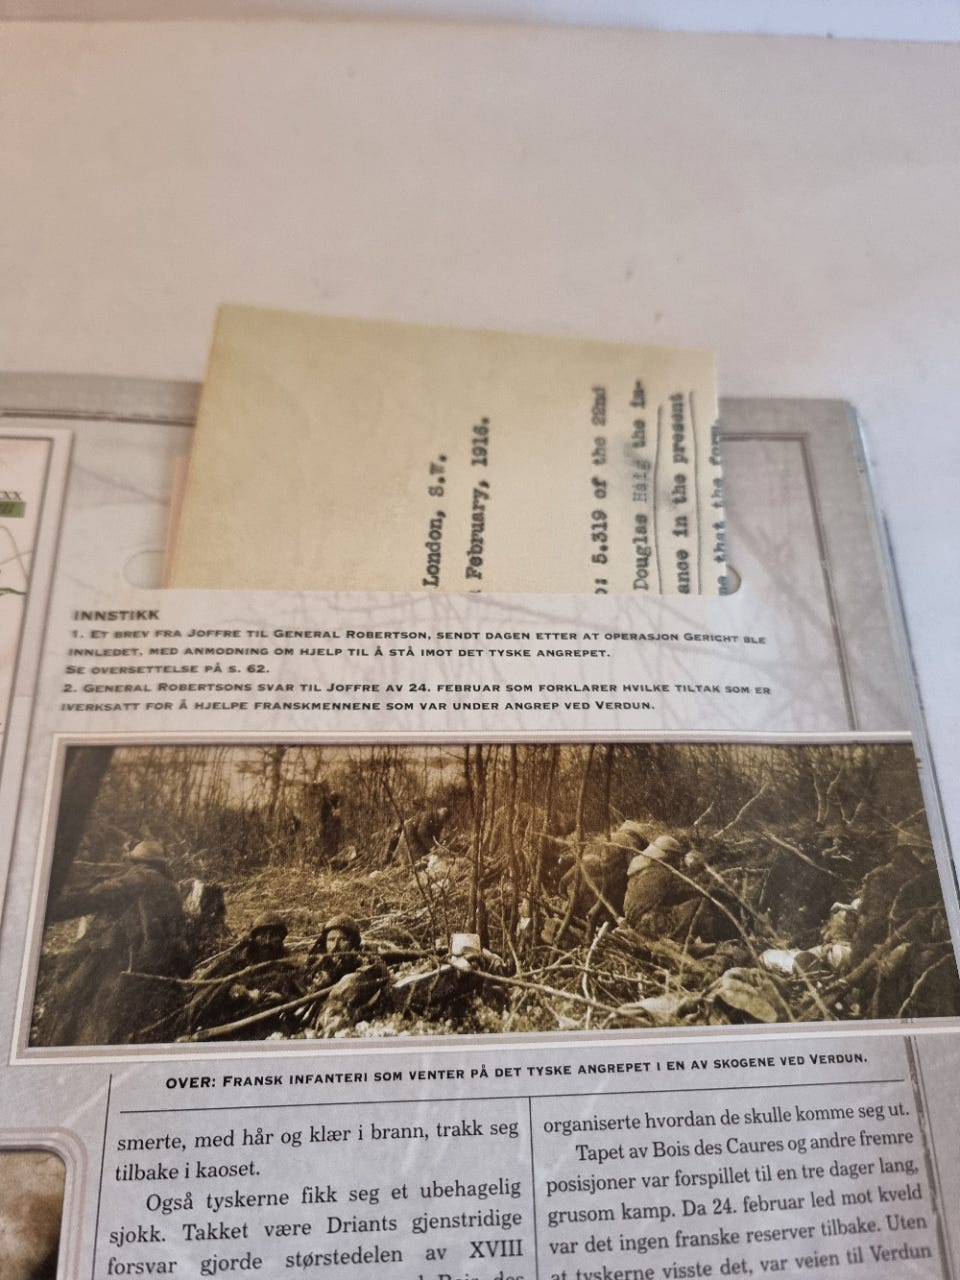 XX
London, S.W.
February, 1916.
5.319 of the 22nd
Douglas Haig the in-
ance in the present
that the form
INNSTIKK
1. ET BREV FRA JOFFRE TIL GENERAL ROBERTSON, SENDT DAGEN ETTER AT OPERASJON GERICHT BLE
INNLEDET, MED ANMODNING OM HJELP TIL Å STÅ IMOT DET TYSKE ANGREPET.
SE OVERSETTELSE PÅ S. 62.
2. GENERAL ROBERTSONS SVAR TIL JOFFRE AV 24. FEBRUAR SOM FORKLARER HVILKE TILTAK SOM ER
IVERKSATT FOR Å HJELPE FRANSKMENNENE SOM VAR UNDER ANGREP VED VERDUN.
OVER: FRANSK INFANTERI SOM VENTER PÅ DET TYSKE ANGREPET I EN AV SKOGENE VED VERDUN.
smerte, med hår og klær i brann, trakk seg
tilbake i kaoset.
Også tyskerne fikk seg et ubehagelig
sjokk. Takket være Driants gjenstridige
forsvar gjorde størstedelen av XVIII
organiserte hvordan de skulle komme seg ut.
Tapet av Bois des Caures og andre fremre
posisjoner var forspillet til en tre dager lang,
grusom kamp. Da 24. februar led mot kveld
var det ingen franske reserver tilbake. Uten
at tyskerne visste det, var veien til Verdun